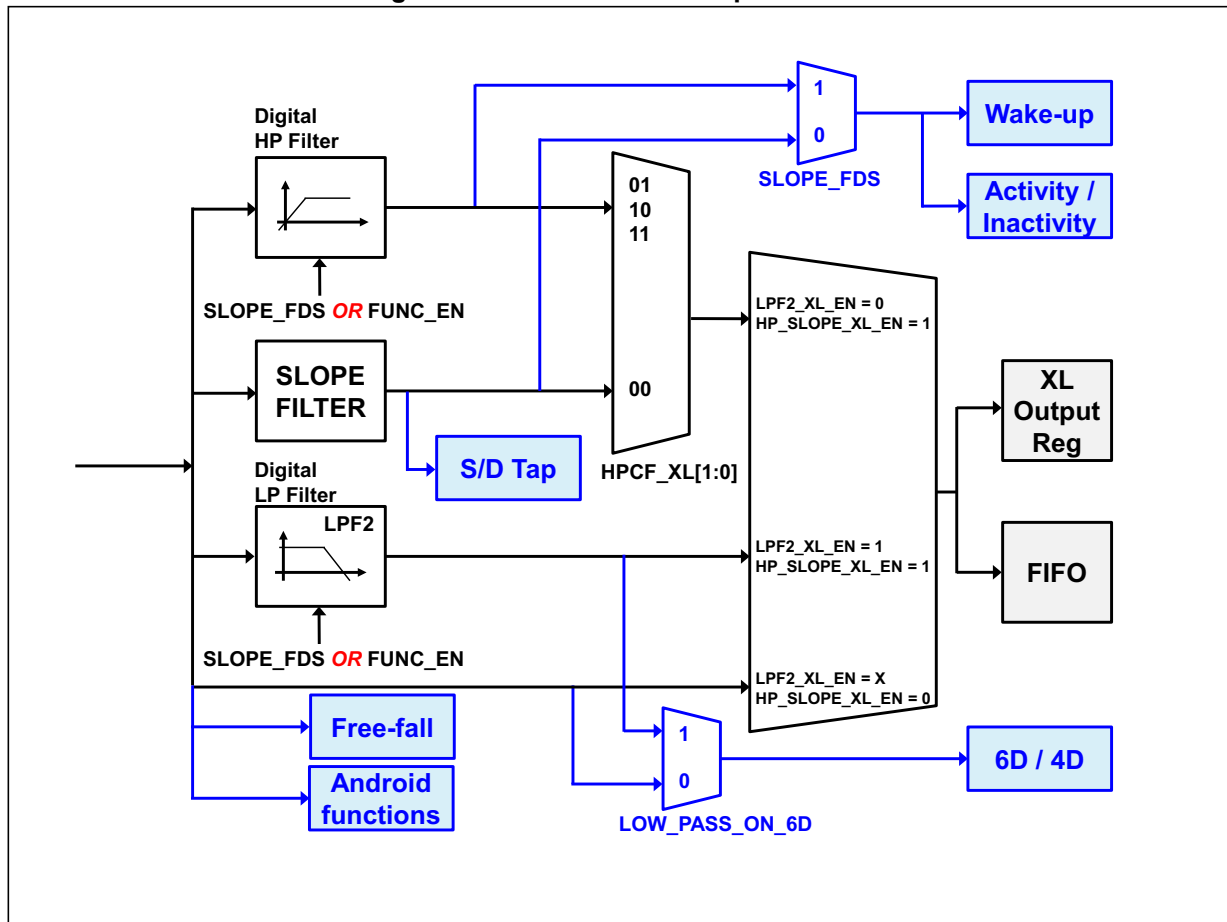 Digital
HP Filter
SLOPE_FDS OR FUNC_EN
SLOPE
FILTER
S/D Tap
Digital
LP Filter
LPF2
SLOPE_FDS OR FUNC_EN
Free-fall
Android
functions
01
10
11
00
HPCF_XL[1:0]
1
0
SLOPE_FDS
Wake-up
Activity /
Inactivity
LPF2_XL_EN = 0
HP_SLOPE_XL_EN = 1
LPF2_XL_EN = 1
HP_SLOPE_XL_EN = 1
LPF2_XL_EN = X
HP_SLOPE_XL_EN = 0
XL
Output
Reg
FIFO
1
0
LOW_PASS_ON_6D
6D / 4D